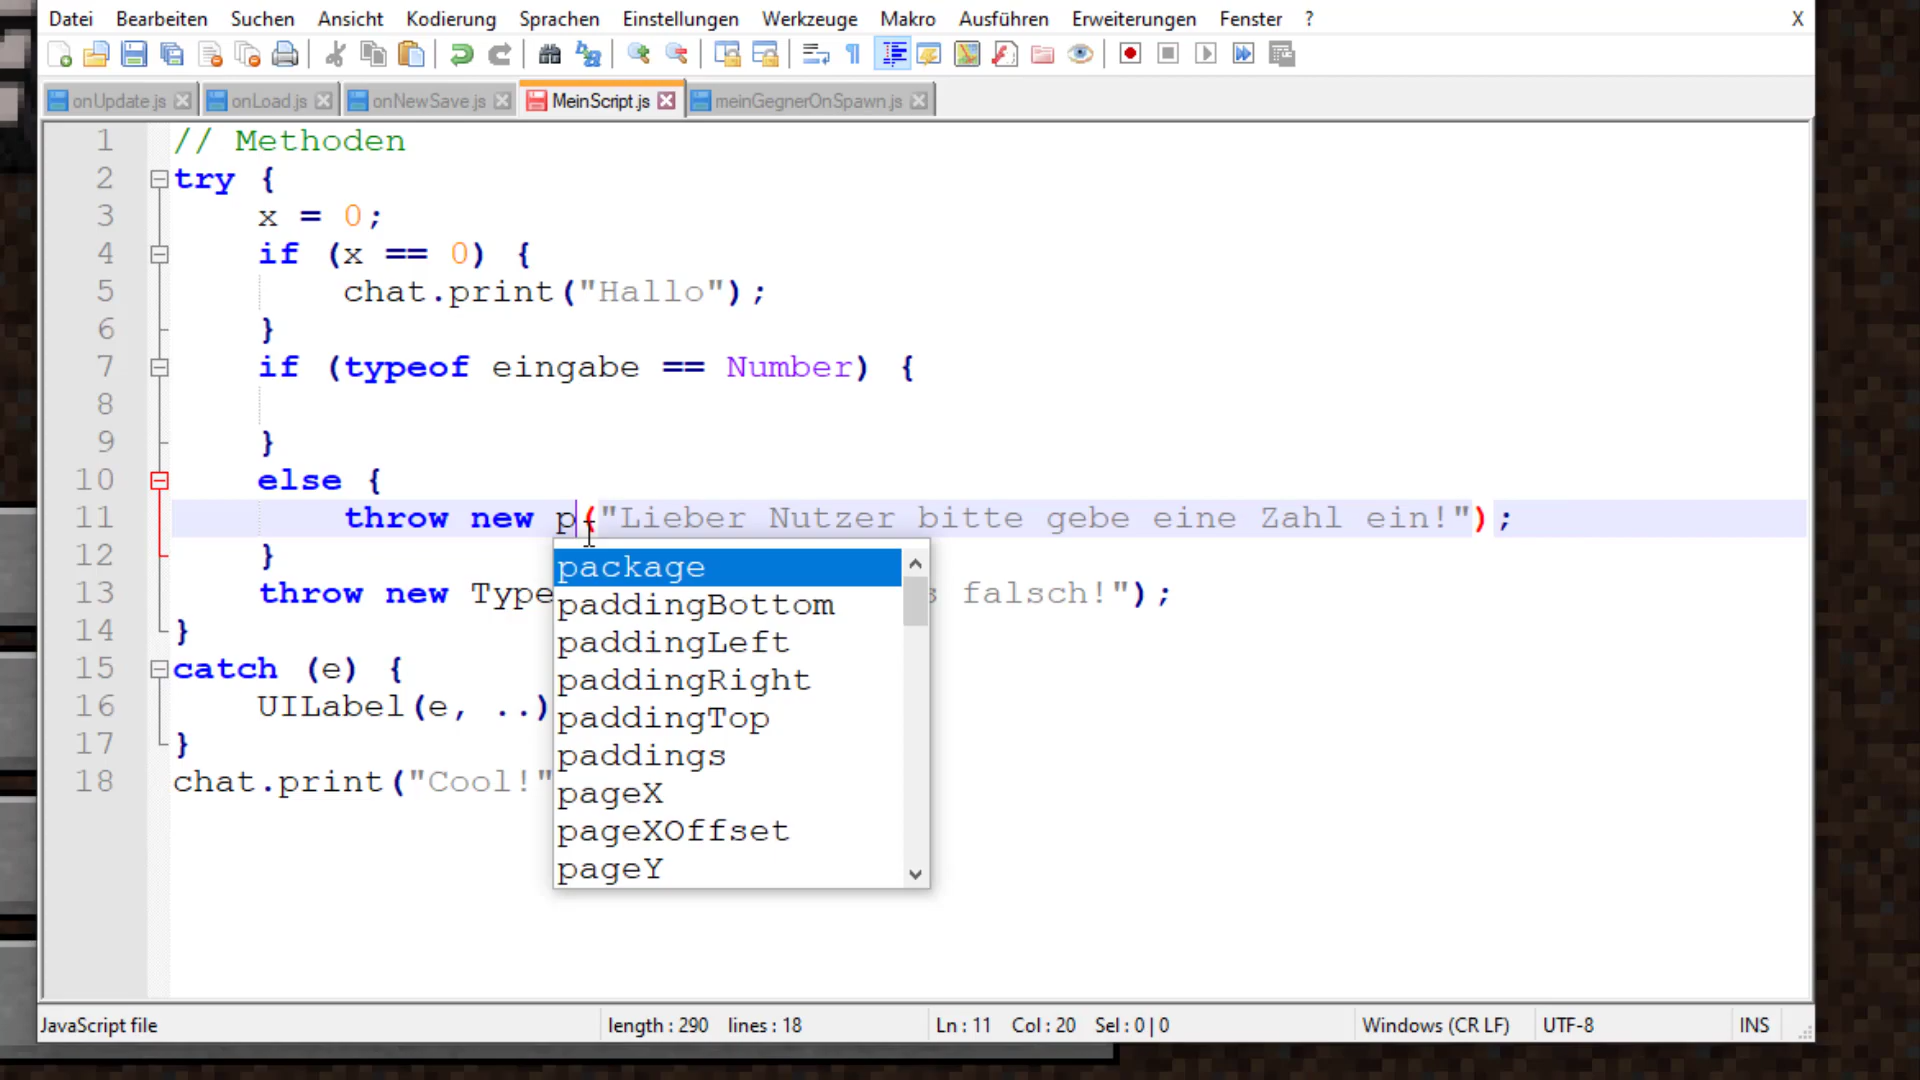 Datei Bearbeiten Suchen Ansicht Kodierung Sprachen Einstellungen Werkzeuge Makro Ausführen Erweiterungen Fenster ? X
onUpdate.js onLoad.js onNewSave.js MeinScript.js meinGegnerOnSpawn.js
1 // Methoden
2 try {
3 x = 0;
4 if (x == 0) {
5 chat.print("Hallo");
6 }
7 if (typeof eingabe == Number) {
8
9 }
10 else {
11 throw new p("Lieber Nutzer bitte gebe eine Zahl ein!");
12 }
13 throw new Type falsch!");
14 }
15 catch (e) {
16 UILabel(e, ..)
17 }
18 chat.print("Cool!"
package
paddingBottom
paddingLeft
paddingRight
paddingTop
paddings
pageX
pageXOffset
pageY
JavaScript file length : 290 lines : 18 Ln : 11 Col : 20 Sel : 0 | 0 Windows (CR LF) UTF-8 INS